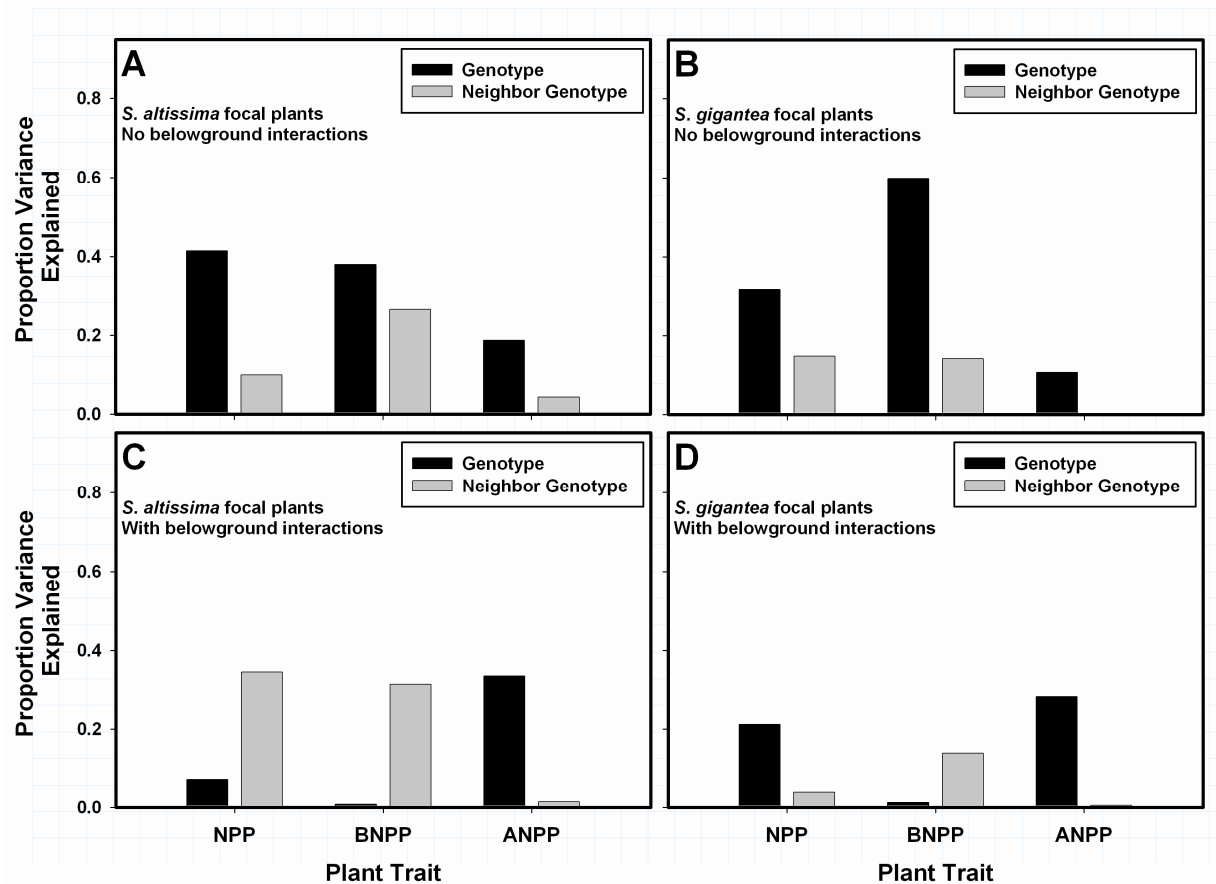 A
Genotype
Neighbor Genotype
S. altissima focal plants
No belowground interactions
B
Genotype
Neighbor Genotype
S. gigantea focal plants
No belowground interactions
Proportion Variance
Explained
0.8
0.6
0.4
0.2
0.0
C
Genotype
Neighbor Genotype
S. altissima focal plants
With belowground interactions
D
Genotype
Neighbor Genotype
S. gigantea focal plants
With belowground interactions
Proportion Variance
Explained
0.8
0.6
0.4
0.2
0.0
NPP BNPP ANPP
NPP BNPP ANPP
Plant Trait
Plant Trait